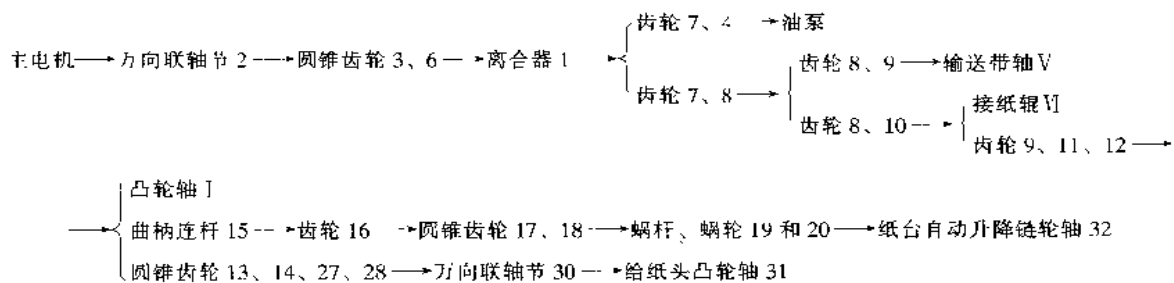 齿轮 7、4 → 油泵
主电机 → 万向联轴节 2 → 圆锥齿轮 3、6 → 离合器 1 →
齿轮 8、9 → 输送带轴 Ⅴ
齿轮 7、8 →
接纸辊 Ⅵ
齿轮 8、10 →
齿轮 9、11、12 →
凸轮轴 Ⅰ
→ 曲柄连杆 15 → 齿轮 16 → 圆锥齿轮 17、18 → 蜗杆、蜗轮 19 和 20 → 纸台自动升降链轮轴 32
圆锥齿轮 13、14、27、28 → 万向联轴节 30 → 给纸头凸轮轴 31